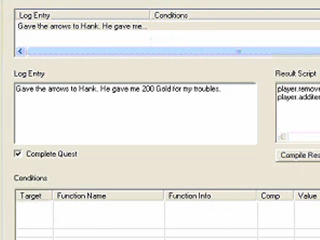 Log Entry Conditions
Gave the arrows to Hank. He gave me...
Log Entry Result Script
Gave the arrows to Hank. He gave me 200 Gold for my troubles. player.remove
player.additem
Complete Quest
Compile Res
Conditions
Target Function Name Function Info Comp Value